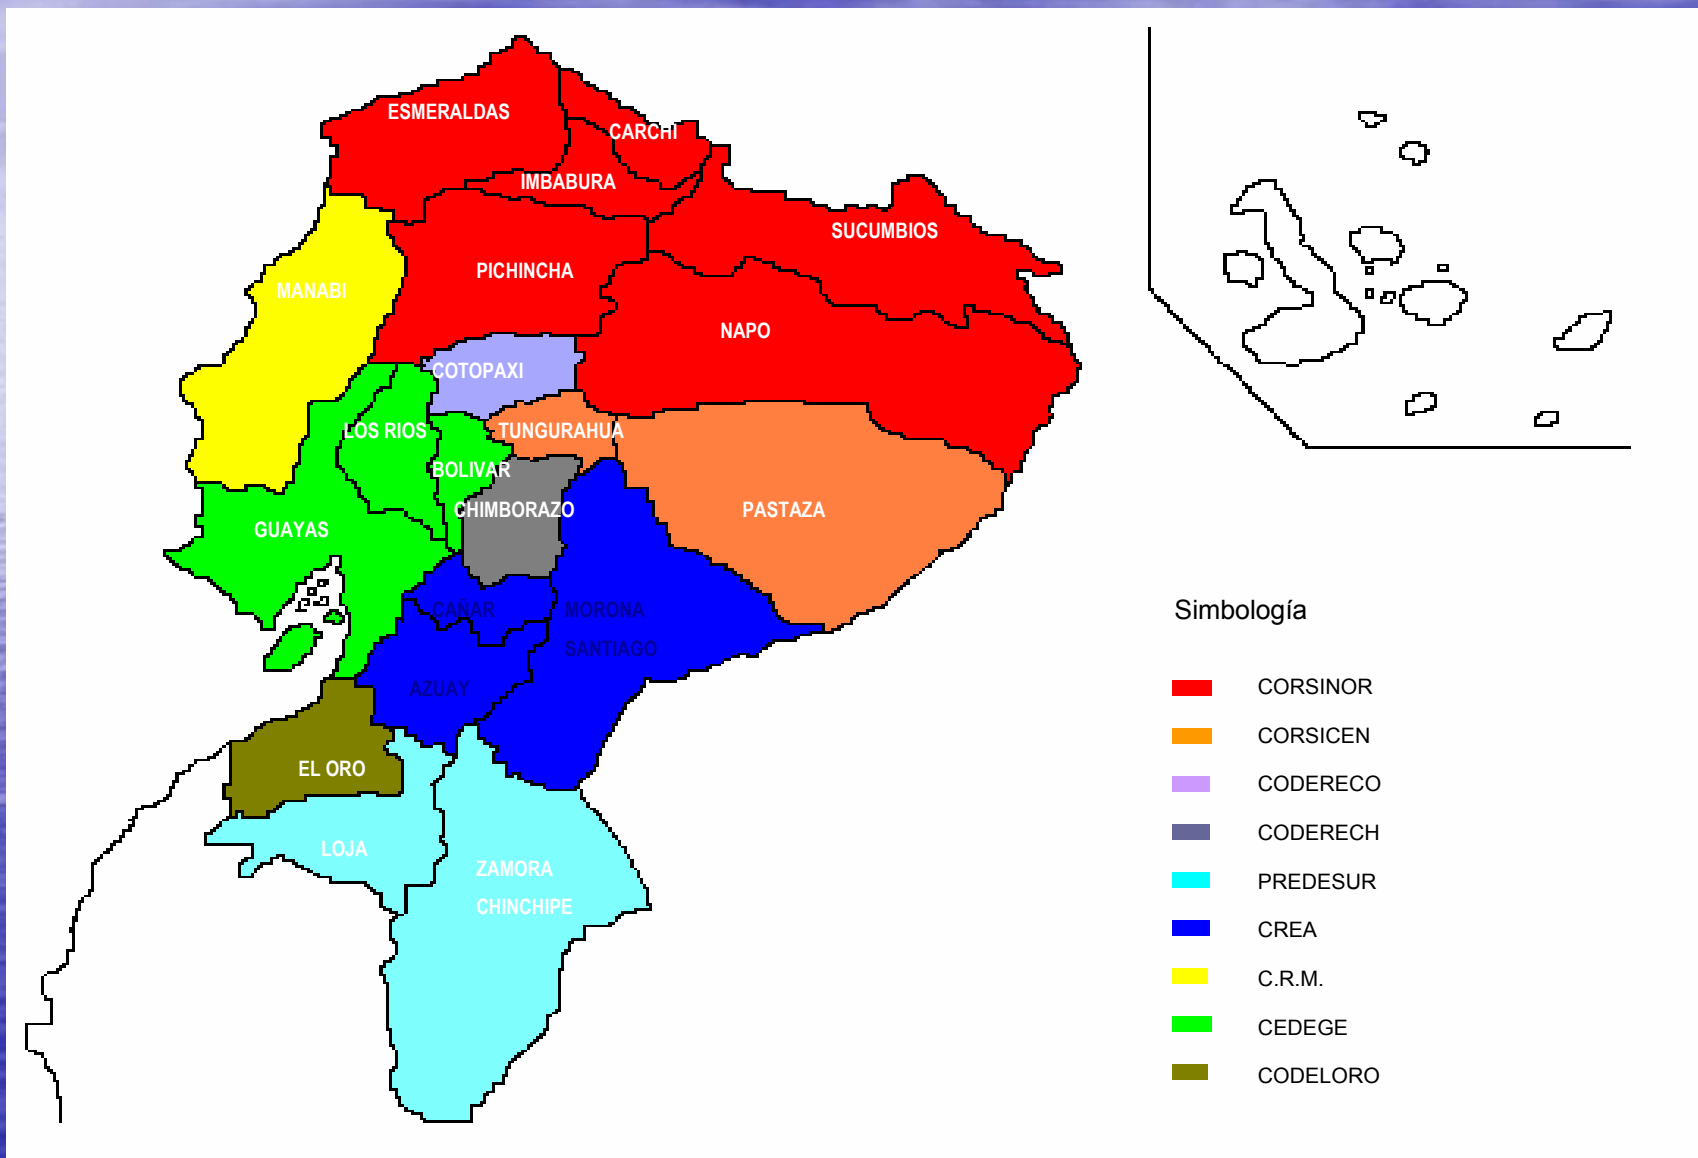 ESMERALDAS
CARCHI
IMBABURA
SUCUMBIOS
PICHINCHA
MANABI
NAPO
COTOPAXI
LOS RIOS
TUNGURAHUA
BOLIVAR
CHIMBORAZO
PASTAZA
GUAYAS
CAÑAR
MORONA
SANTIAGO
AZUAY
EL ORO
LOJA
ZAMORA
CHINCHIPE
Simbología
CORSINOR
CORSICEN
CODERECO
CODERECH
PREDESUR
CREA
C.R.M.
CEDEGE
CODELORO